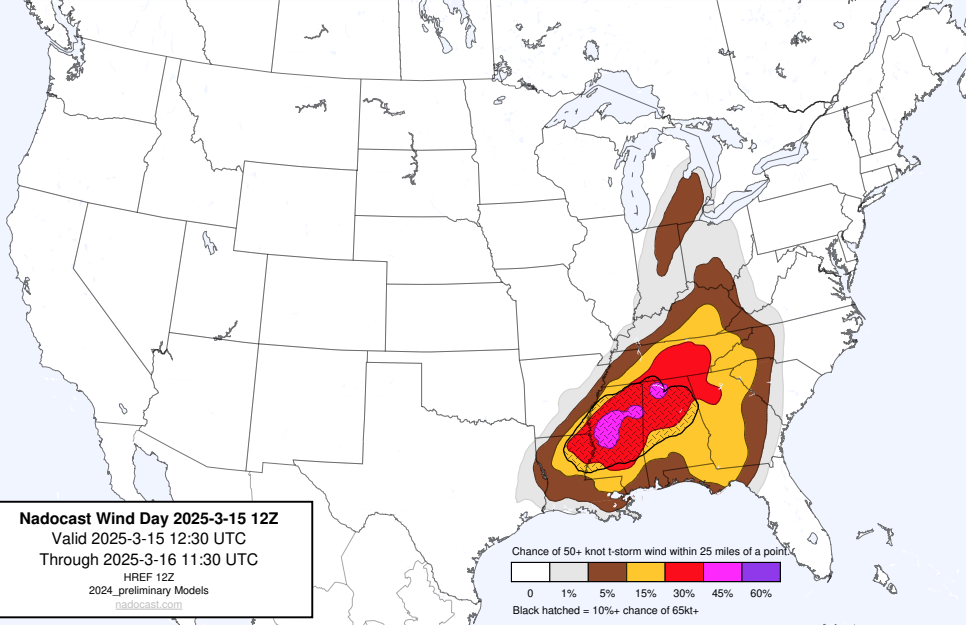 Nadocast Wind Day 2025-3-15 12Z
Valid 2025-3-15 12:30 UTC
Through 2025-3-16 11:30 UTC
HREF 12Z
2024_preliminary Models
nadocast.com
Chance of 50+ knot t-storm wind within 25 miles of a point.
0 1% 5% 15% 30% 45% 60%
Black hatched = 10%+ chance of 65kt+